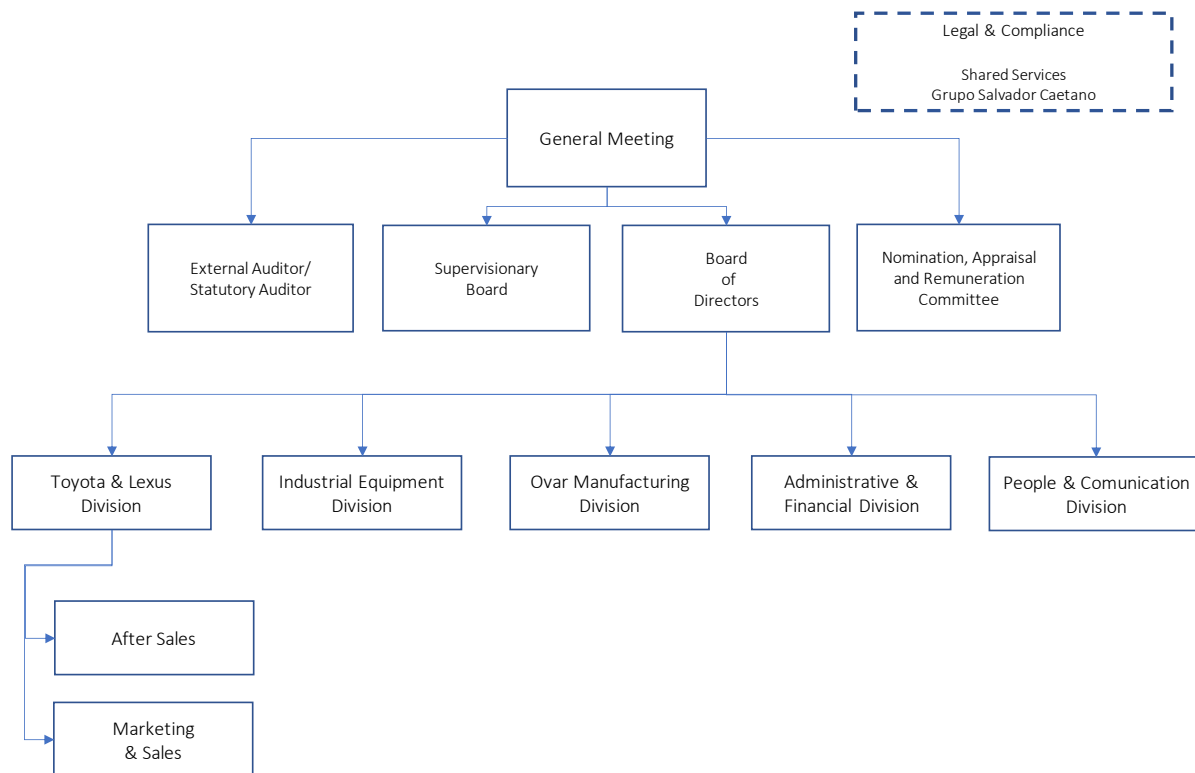 Legal & Compliance
Shared Services
Grupo Salvador Caetano
General Meeting
External Auditor/
Statutory Auditor
Supervisionary
Board
Board
of
Directors
Nomination, Appraisal
and Remuneration
Committee
Toyota & Lexus
Division
Industrial Equipment
Division
Ovar Manufacturing
Division
Administrative &
Financial Division
People & Comunication
Division
After Sales
Marketing
& Sales